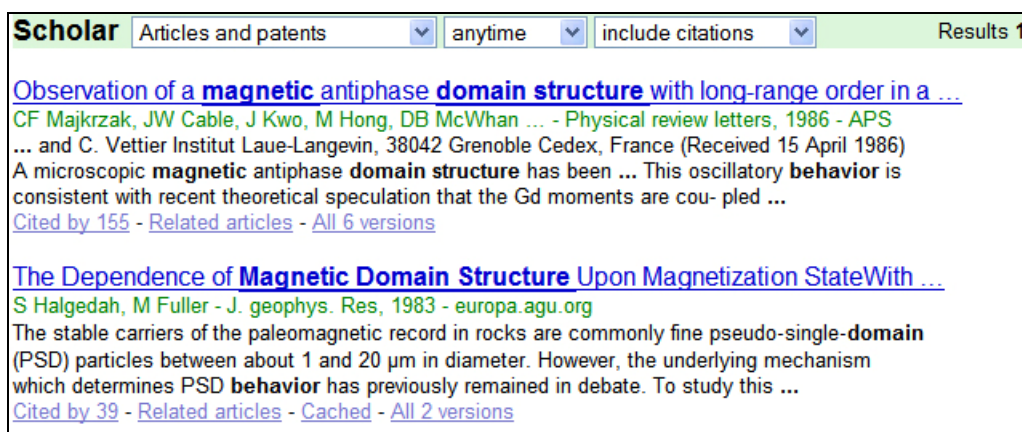 Scholar Articles and patents anytime include citations Results 1
Observation of a magnetic antiphase domain structure with long-range order in a ...
CF Majkrzak, JW Cable, J Kwo, M Hong, DB McWhan ... - Physical review letters, 1986 - APS
... and C. Vettier Institut Laue-Langevin, 38042 Grenoble Cedex, France (Received 15 April 1986)
A microscopic magnetic antiphase domain structure has been ... This oscillatory behavior is
consistent with recent theoretical speculation that the Gd moments are cou- pled ...
Cited by 155 - Related articles - All 6 versions
The Dependence of Magnetic Domain Structure Upon Magnetization StateWith ...
S Halgedah, M Fuller - J. geophys. Res, 1983 - europa.agu.org
The stable carriers of the paleomagnetic record in rocks are commonly fine pseudo-single-domain
(PSD) particles between about 1 and 20 μm in diameter. However, the underlying mechanism
which determines PSD behavior has previously remained in debate. To study this ...
Cited by 39 - Related articles - Cached - All 2 versions